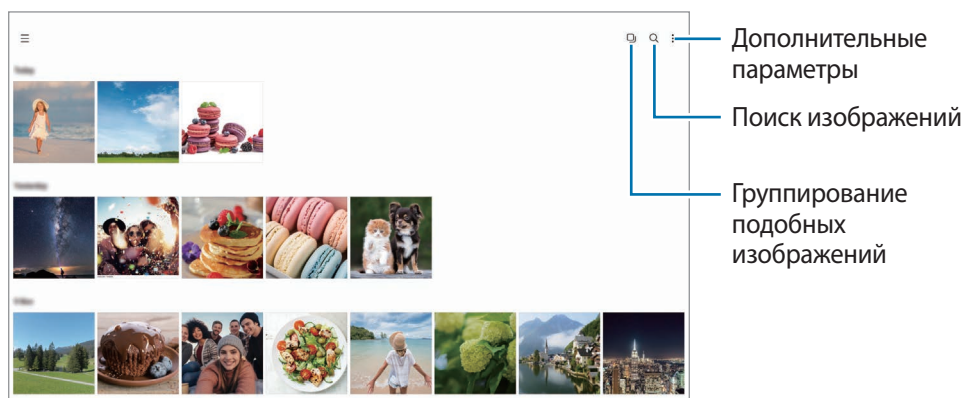 Дополнительные
параметры
Поиск изображений
Группирование
подобных
изображений